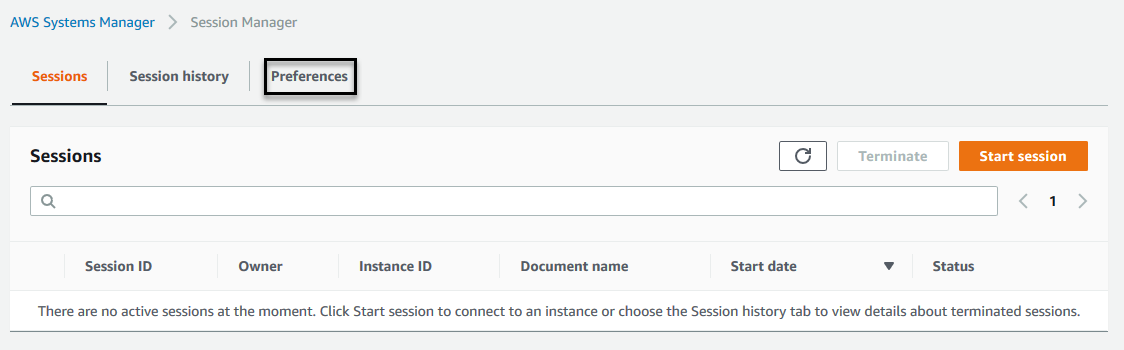 AWS Systems Manager > Session Manager
Sessions Session history Preferences
Sessions Terminate Start session
1
Session ID Owner Instance ID Document name Start date Status
There are no active sessions at the moment. Click Start session to connect to an instance or choose the Session history tab to view details about terminated sessions.